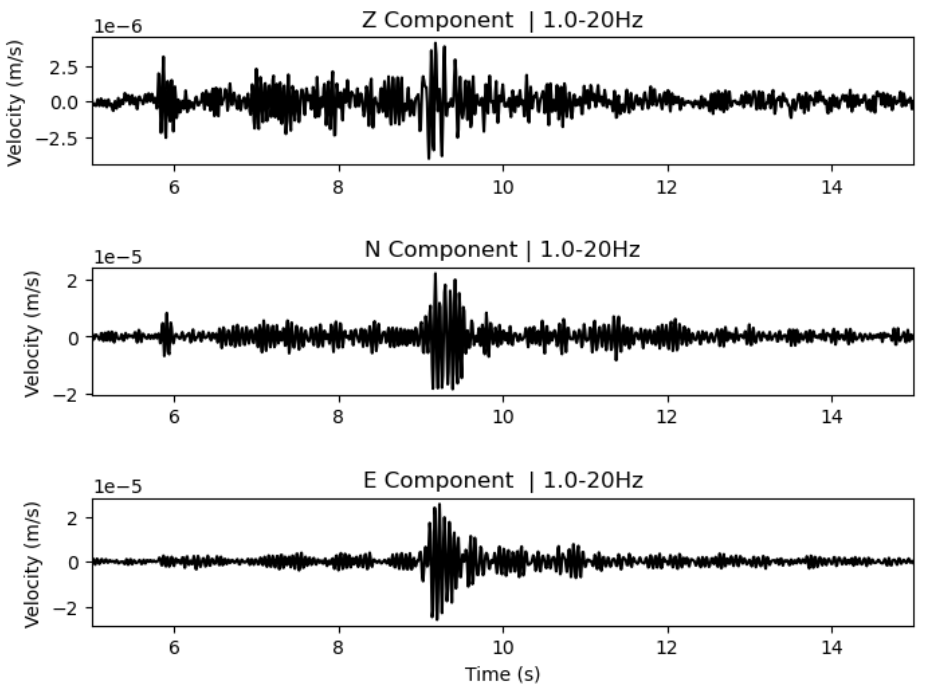 Z Component | 1.0-20Hz
1e−6
Velocity (m/s)
2.5
0.0
−2.5
6 8 10 12 14
N Component | 1.0-20Hz
1e−5
Velocity (m/s)
2
0
−2
6 8 10 12 14
E Component | 1.0-20Hz
1e−5
Velocity (m/s)
2
0
−2
6 8 10 12 14
Time (s)